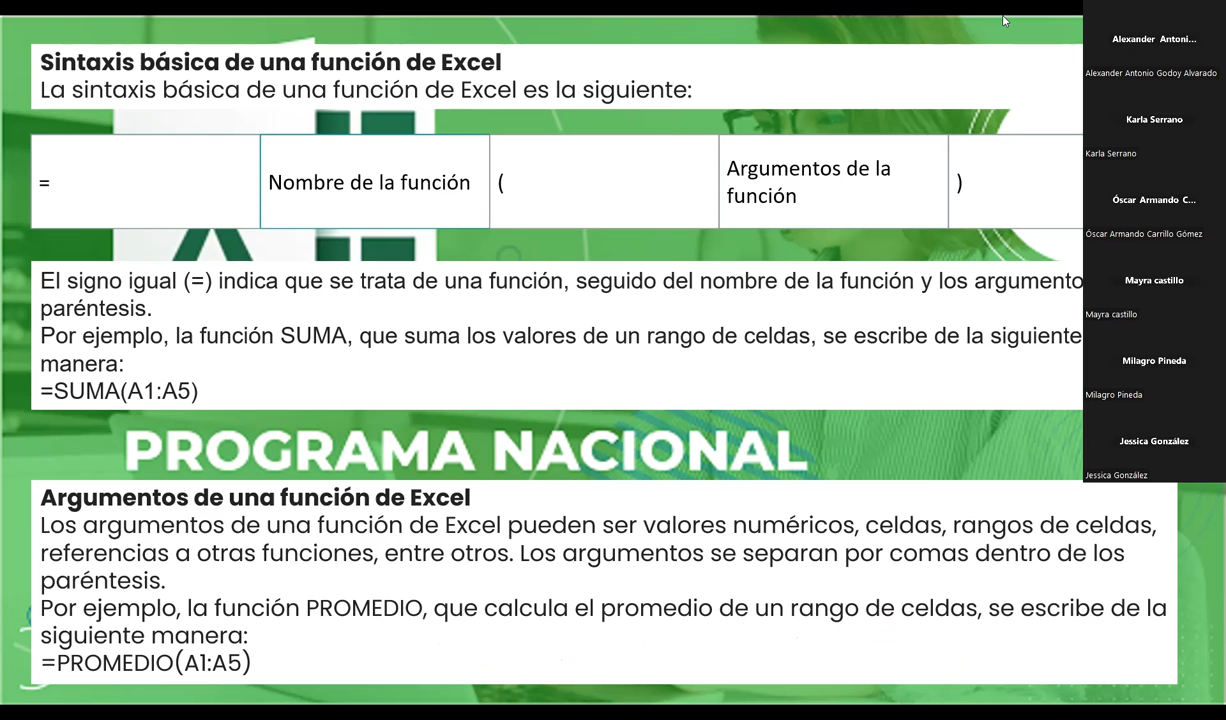 Sintaxis básica de una función de Excel
La sintaxis básica de una función de Excel es la siguiente:
=
Nombre de la función
(
Argumentos de la
función
)
El signo igual (=) indica que se trata de una función, seguido del nombre de la función y los argumento
paréntesis.
Por ejemplo, la función SUMA, que suma los valores de un rango de celdas, se escribe de la siguiente
manera:
=SUMA(A1:A5)
PROGRAMA NACIONAL
Argumentos de una función de Excel
Los argumentos de una función de Excel pueden ser valores numéricos, celdas, rangos de celdas,
referencias a otras funciones, entre otros. Los argumentos se separan por comas dentro de los
paréntesis.
Por ejemplo, la función PROMEDIO, que calcula el promedio de un rango de celdas, se escribe de la
siguiente manera:
=PROMEDIO(A1:A5)
Alexander Antoni...
Alexander Antonio Godoy Alvarado
Karla Serrano
Karla Serrano
Óscar Armando C...
Óscar Armando Carrillo Gómez
Mayra castillo
Mayra castillo
Milagro Pineda
Milagro Pineda
Jessica González
Jessica González